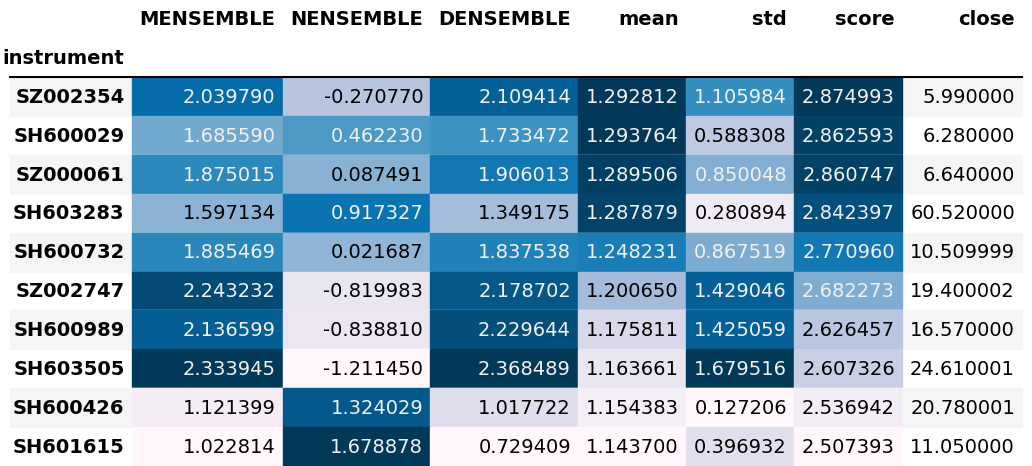 MENSEMBLE NENSEMBLE DENSEMBLE mean std score close
instrument
SZ002354 2.039790 -0.270770 2.109414 1.292812 1.105984 2.874993 5.990000
SH600029 1.685590 0.462230 1.733472 1.293764 0.588308 2.862593 6.280000
SZ000061 1.875015 0.087491 1.906013 1.289506 0.850048 2.860747 6.640000
SH603283 1.597134 0.917327 1.349175 1.287879 0.280894 2.842397 60.520000
SH600732 1.885469 0.021687 1.837538 1.248231 0.867519 2.770960 10.509999
SZ002747 2.243232 -0.819983 2.178702 1.200650 1.429046 2.682273 19.400002
SH600989 2.136599 -0.838810 2.229644 1.175811 1.425059 2.626457 16.570000
SH603505 2.333945 -1.211450 2.368489 1.163661 1.679516 2.607326 24.610001
SH600426 1.121399 1.324029 1.017722 1.154383 0.127206 2.536942 20.780001
SH601615 1.022814 1.678878 0.729409 1.143700 0.396932 2.507393 11.050000